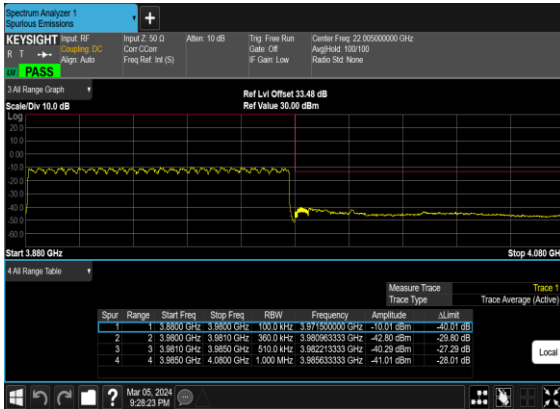 Spectrum Analyzer 1
Spurious Emissions
+
KEYSIGHT Input: RF Input Z: 50 Ω Atten: 10 dB Trig: Free Run Center Freq: 22.005000000 GHz
R T Coupling: DC Corr CCorr Gate: Off Avg|Hold: 100/100
Align: Auto Freq Ref: Int (S) IF Gain: Low Radio Std: None
LXI PASS
3 All Range Graph
Ref Lvl Offset 33.48 dB
Scale/Div 10.0 dB Ref Value 30.00 dBm
Log
20.0
10.0
0.00
-10.0
-20.0
-30.0
-40.0
-50.0
-60.0
Start 3.880 GHz Stop 4.080 GH
4 All Range Table
Measure Trace Trace 1
Trace Type Trace Average (Active)
Spur Range Start Freq Stop Freq RBW Frequency Amplitude ΔLimit
1 1 3.8800 GHz 3.9800 GHz 100.0 kHz 3.971500000 GHz -10.01 dBm -40.01 dB
2 2 3.9800 GHz 3.9810 GHz 360.0 kHz 3.980963333 GHz -42.80 dBm -29.80 dB
3 3 3.9810 GHz 3.9850 GHz 510.0 kHz 3.982213333 GHz -40.29 dBm -27.29 dB
4 4 3.9850 GHz 4.0800 GHz 1.000 MHz 3.985633333 GHz -41.01 dBm -28.01 dB
Local
? Mar 05, 2024
9:28:23 PM